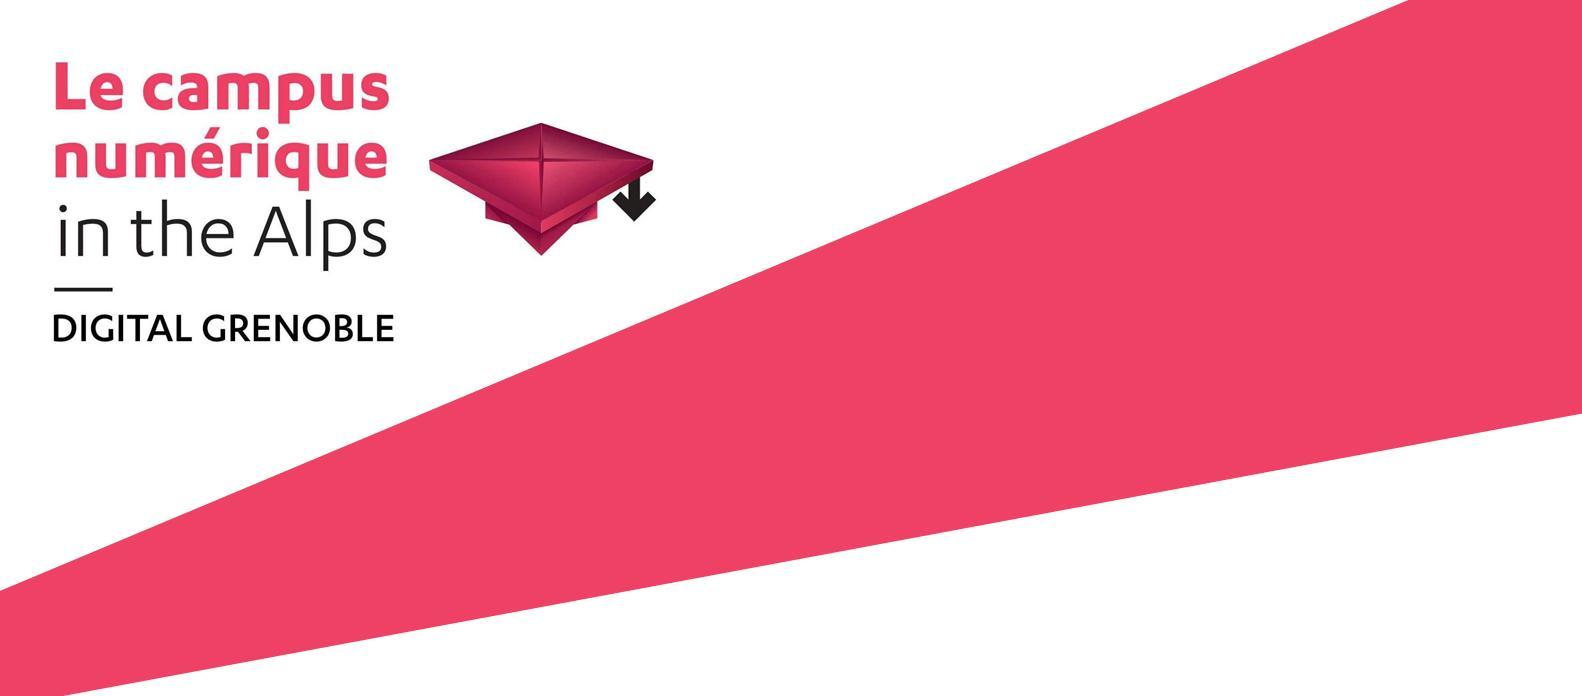 Le campus
numérique
in the Alps
DIGITAL GRENOBLE